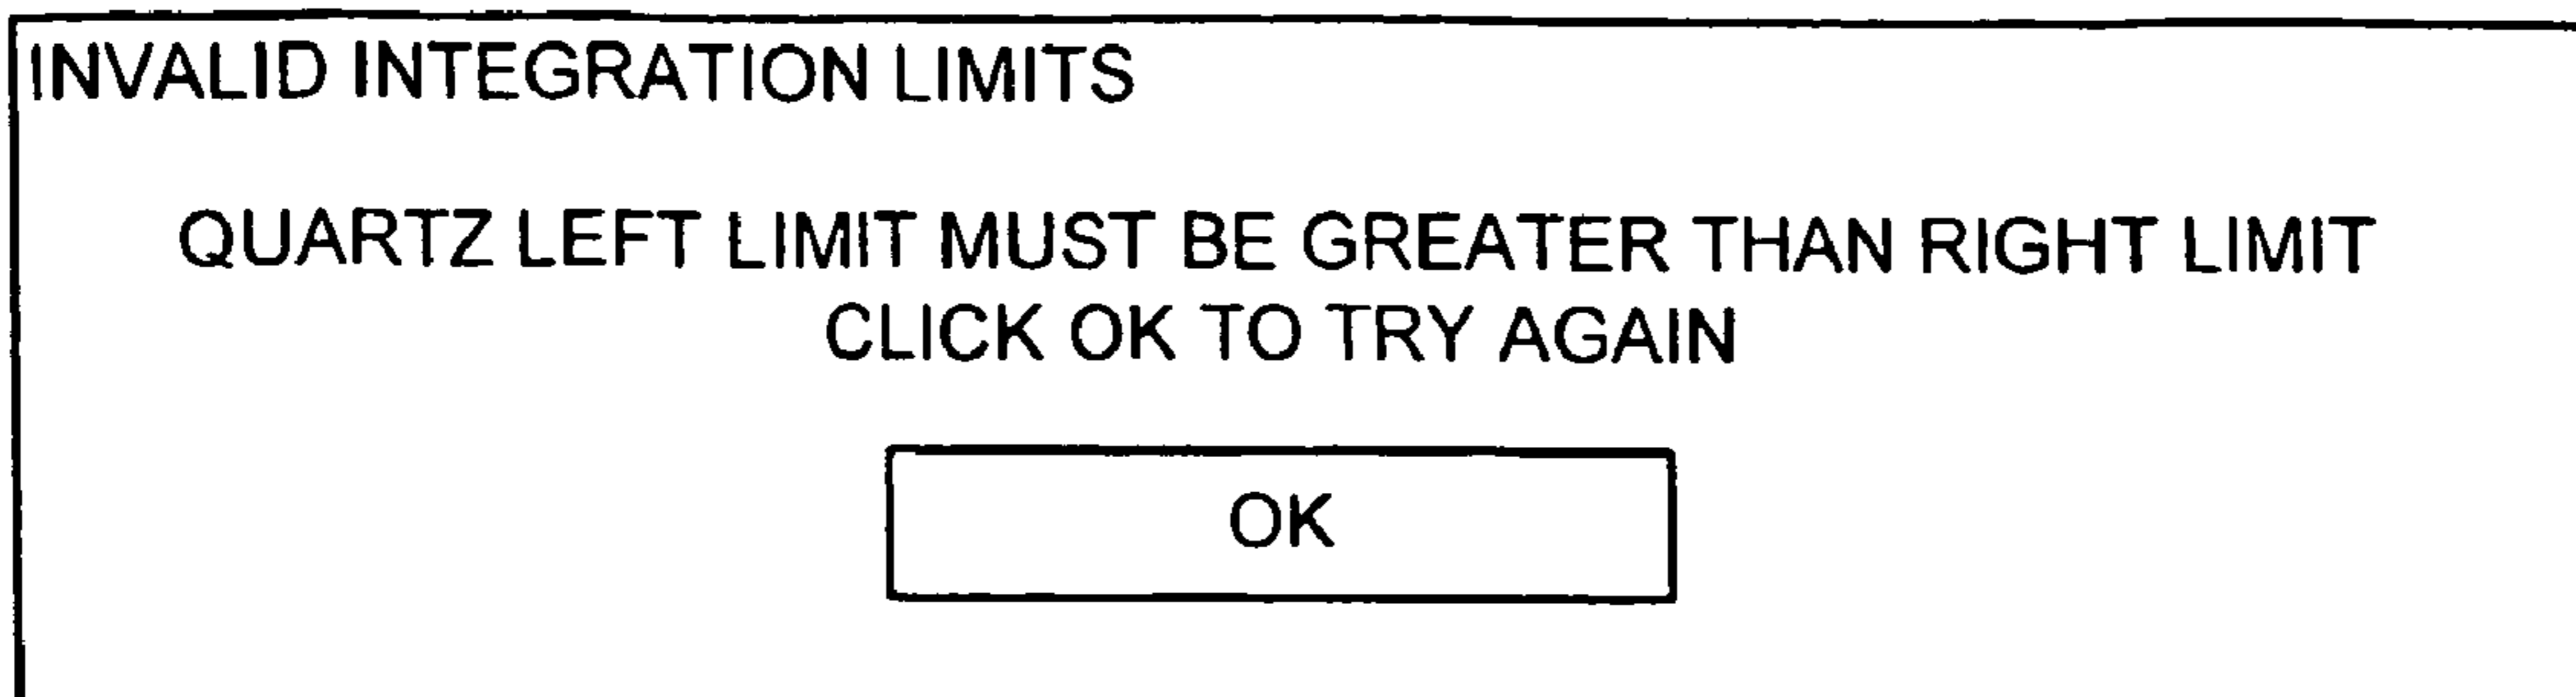 INVALID INTEGRATION LIMITS
QUARTZ LEFT LIMIT MUST BE GREATER THAN RIGHT LIMIT
CLICK OK TO TRY AGAIN
OK